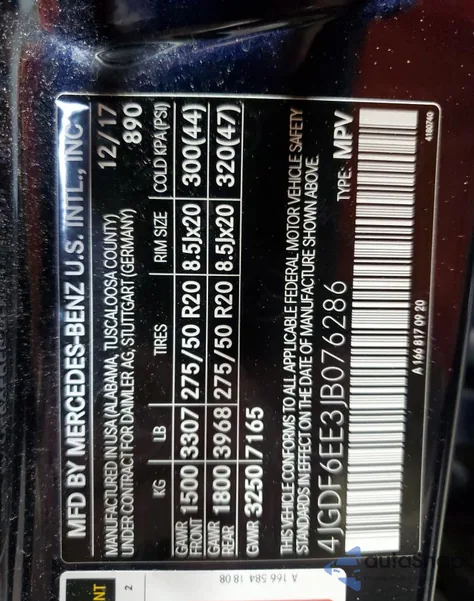 MFD BY MERCEDES-BENZ U.S. INTL., INC
MANUFACTURED IN USA (ALABAMA, TUSCALOOSA COUNTY) 12/17
UNDER CONTRACT FOR DAIMLER AG, STUTTGART (GERMANY) 890
KG LB TIRES RIM SIZE COLD KPA (PSI)
GAWR FRONT 1500 3307 275/50 R20 8.5Jx20 300(44)
GAWR REAR 1800 3968 275/50 R20 8.5Jx20 320(47)
GWR 3250 7165
THIS VEHICLE CONFORMS TO ALL APPLICABLE FEDERAL MOTOR VEHICLE SAFETY
STANDARDS IN EFFECT ON THE DATE OF MANUFACTURE SHOWN ABOVE.
4JGDF6EE3JB076286 TYPE: MPV
A 166 817 09 20
4180740
A 166 584 18 08
2